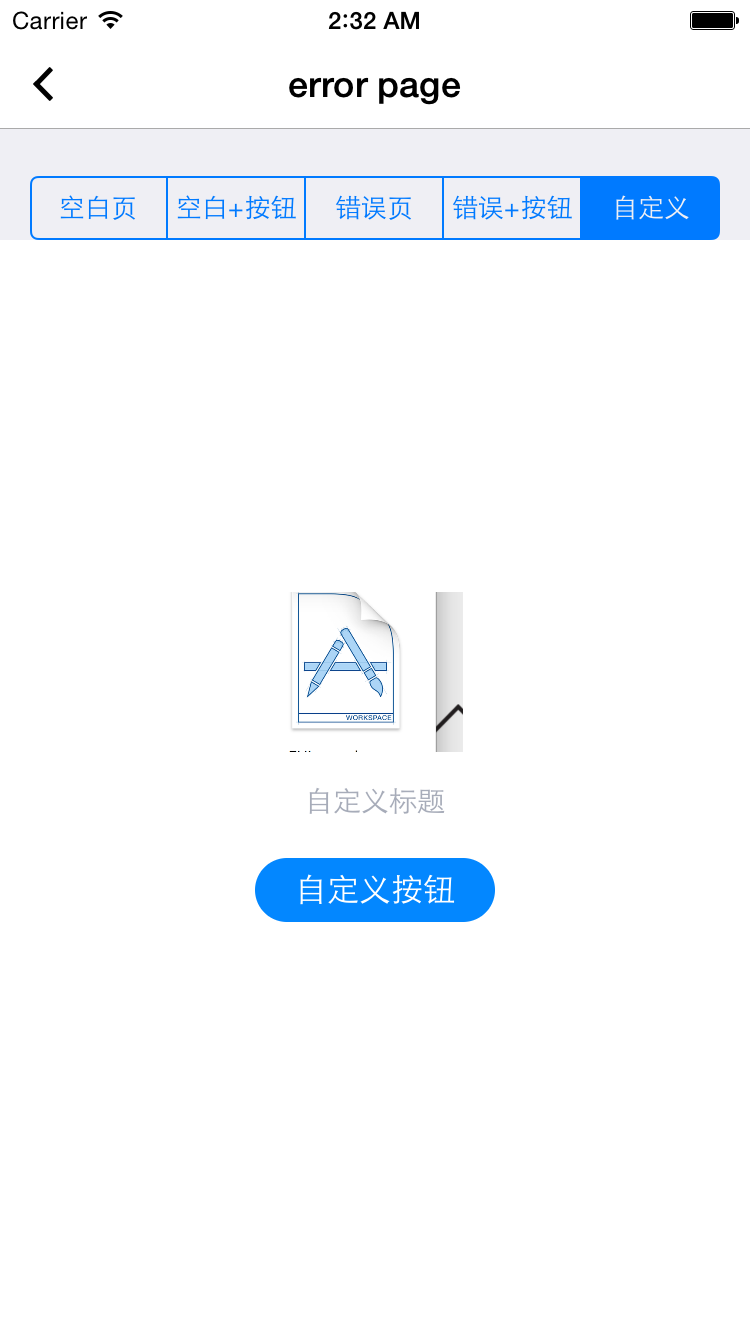 Carrier
2:32 AM
error page
空白页
空白+按钮
错误页
错误+按钮
自定义
WORKSPACE
自定义标题
自定义按钮